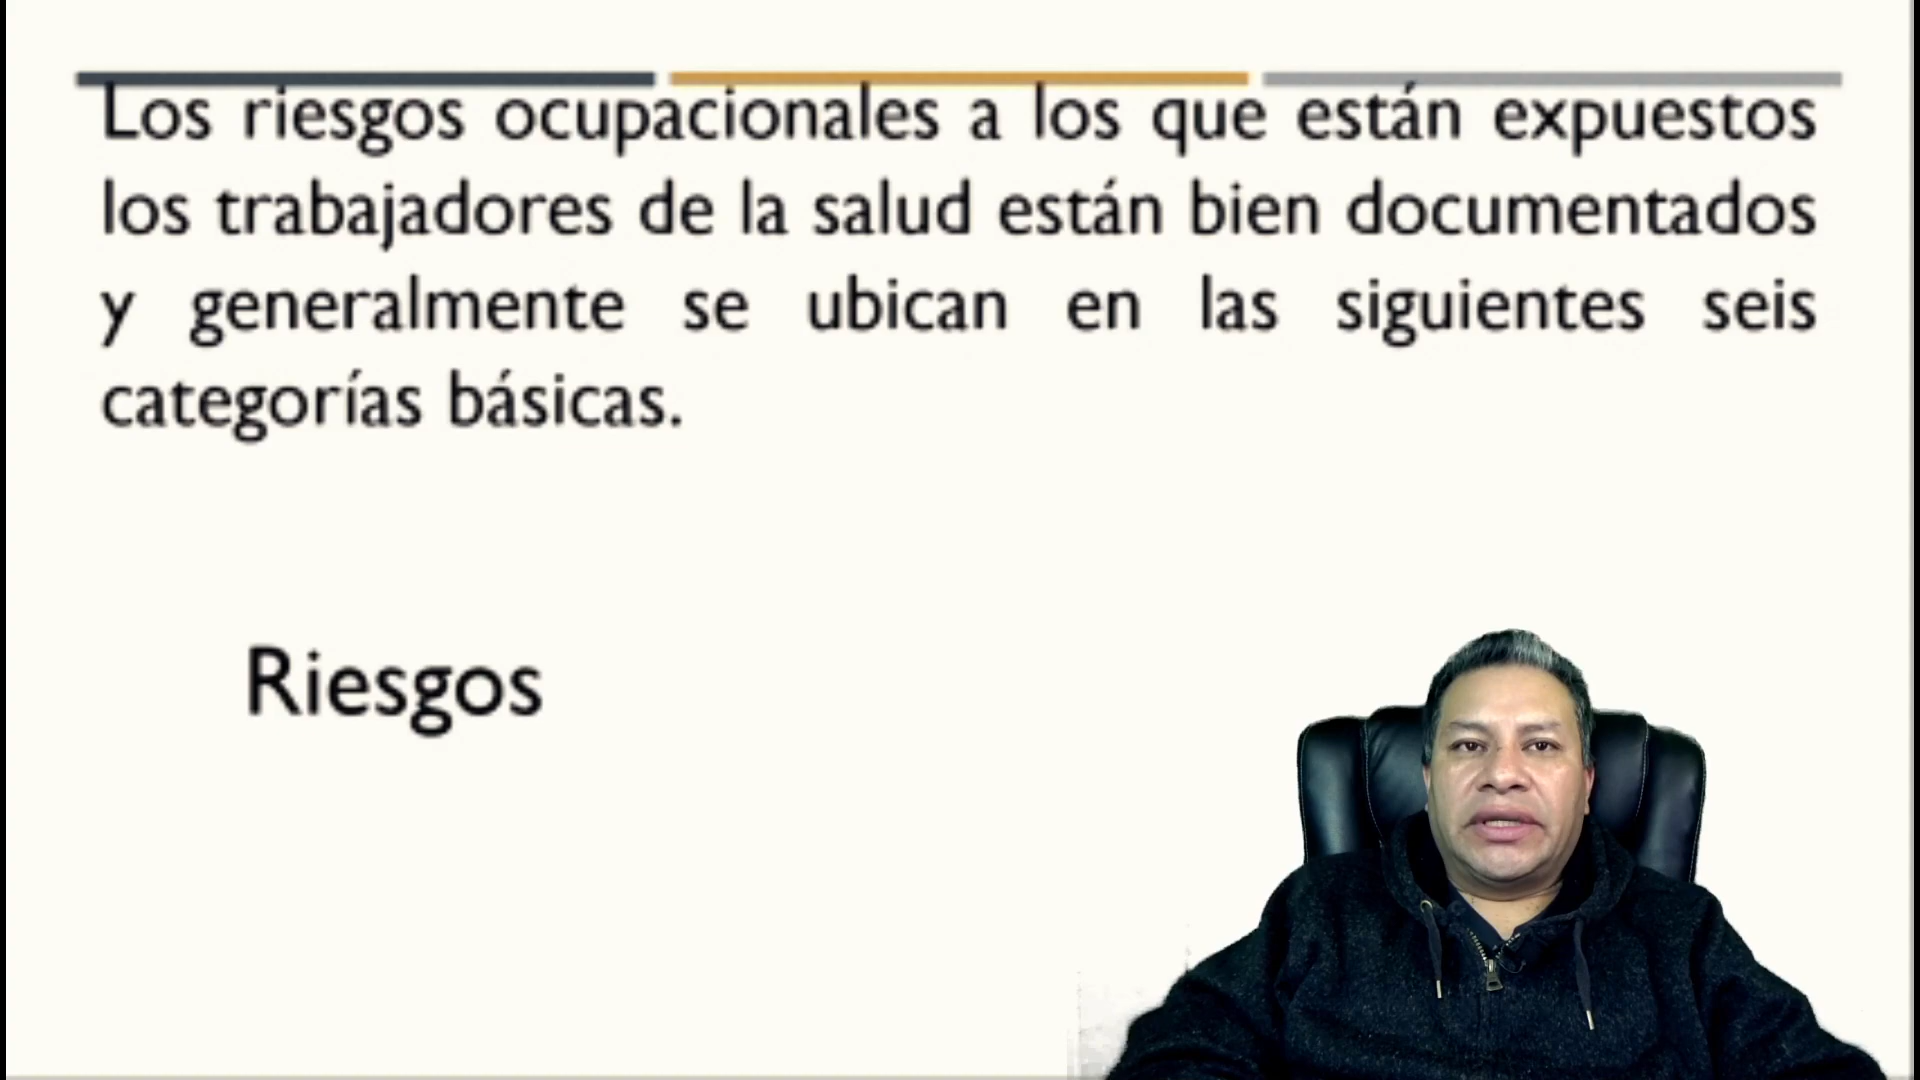 Los riesgos ocupacionales a los que están expuestos
los trabajadores de la salud están bien documentados
y generalmente se ubican en las siguientes seis
categorías básicas.
Riesgos